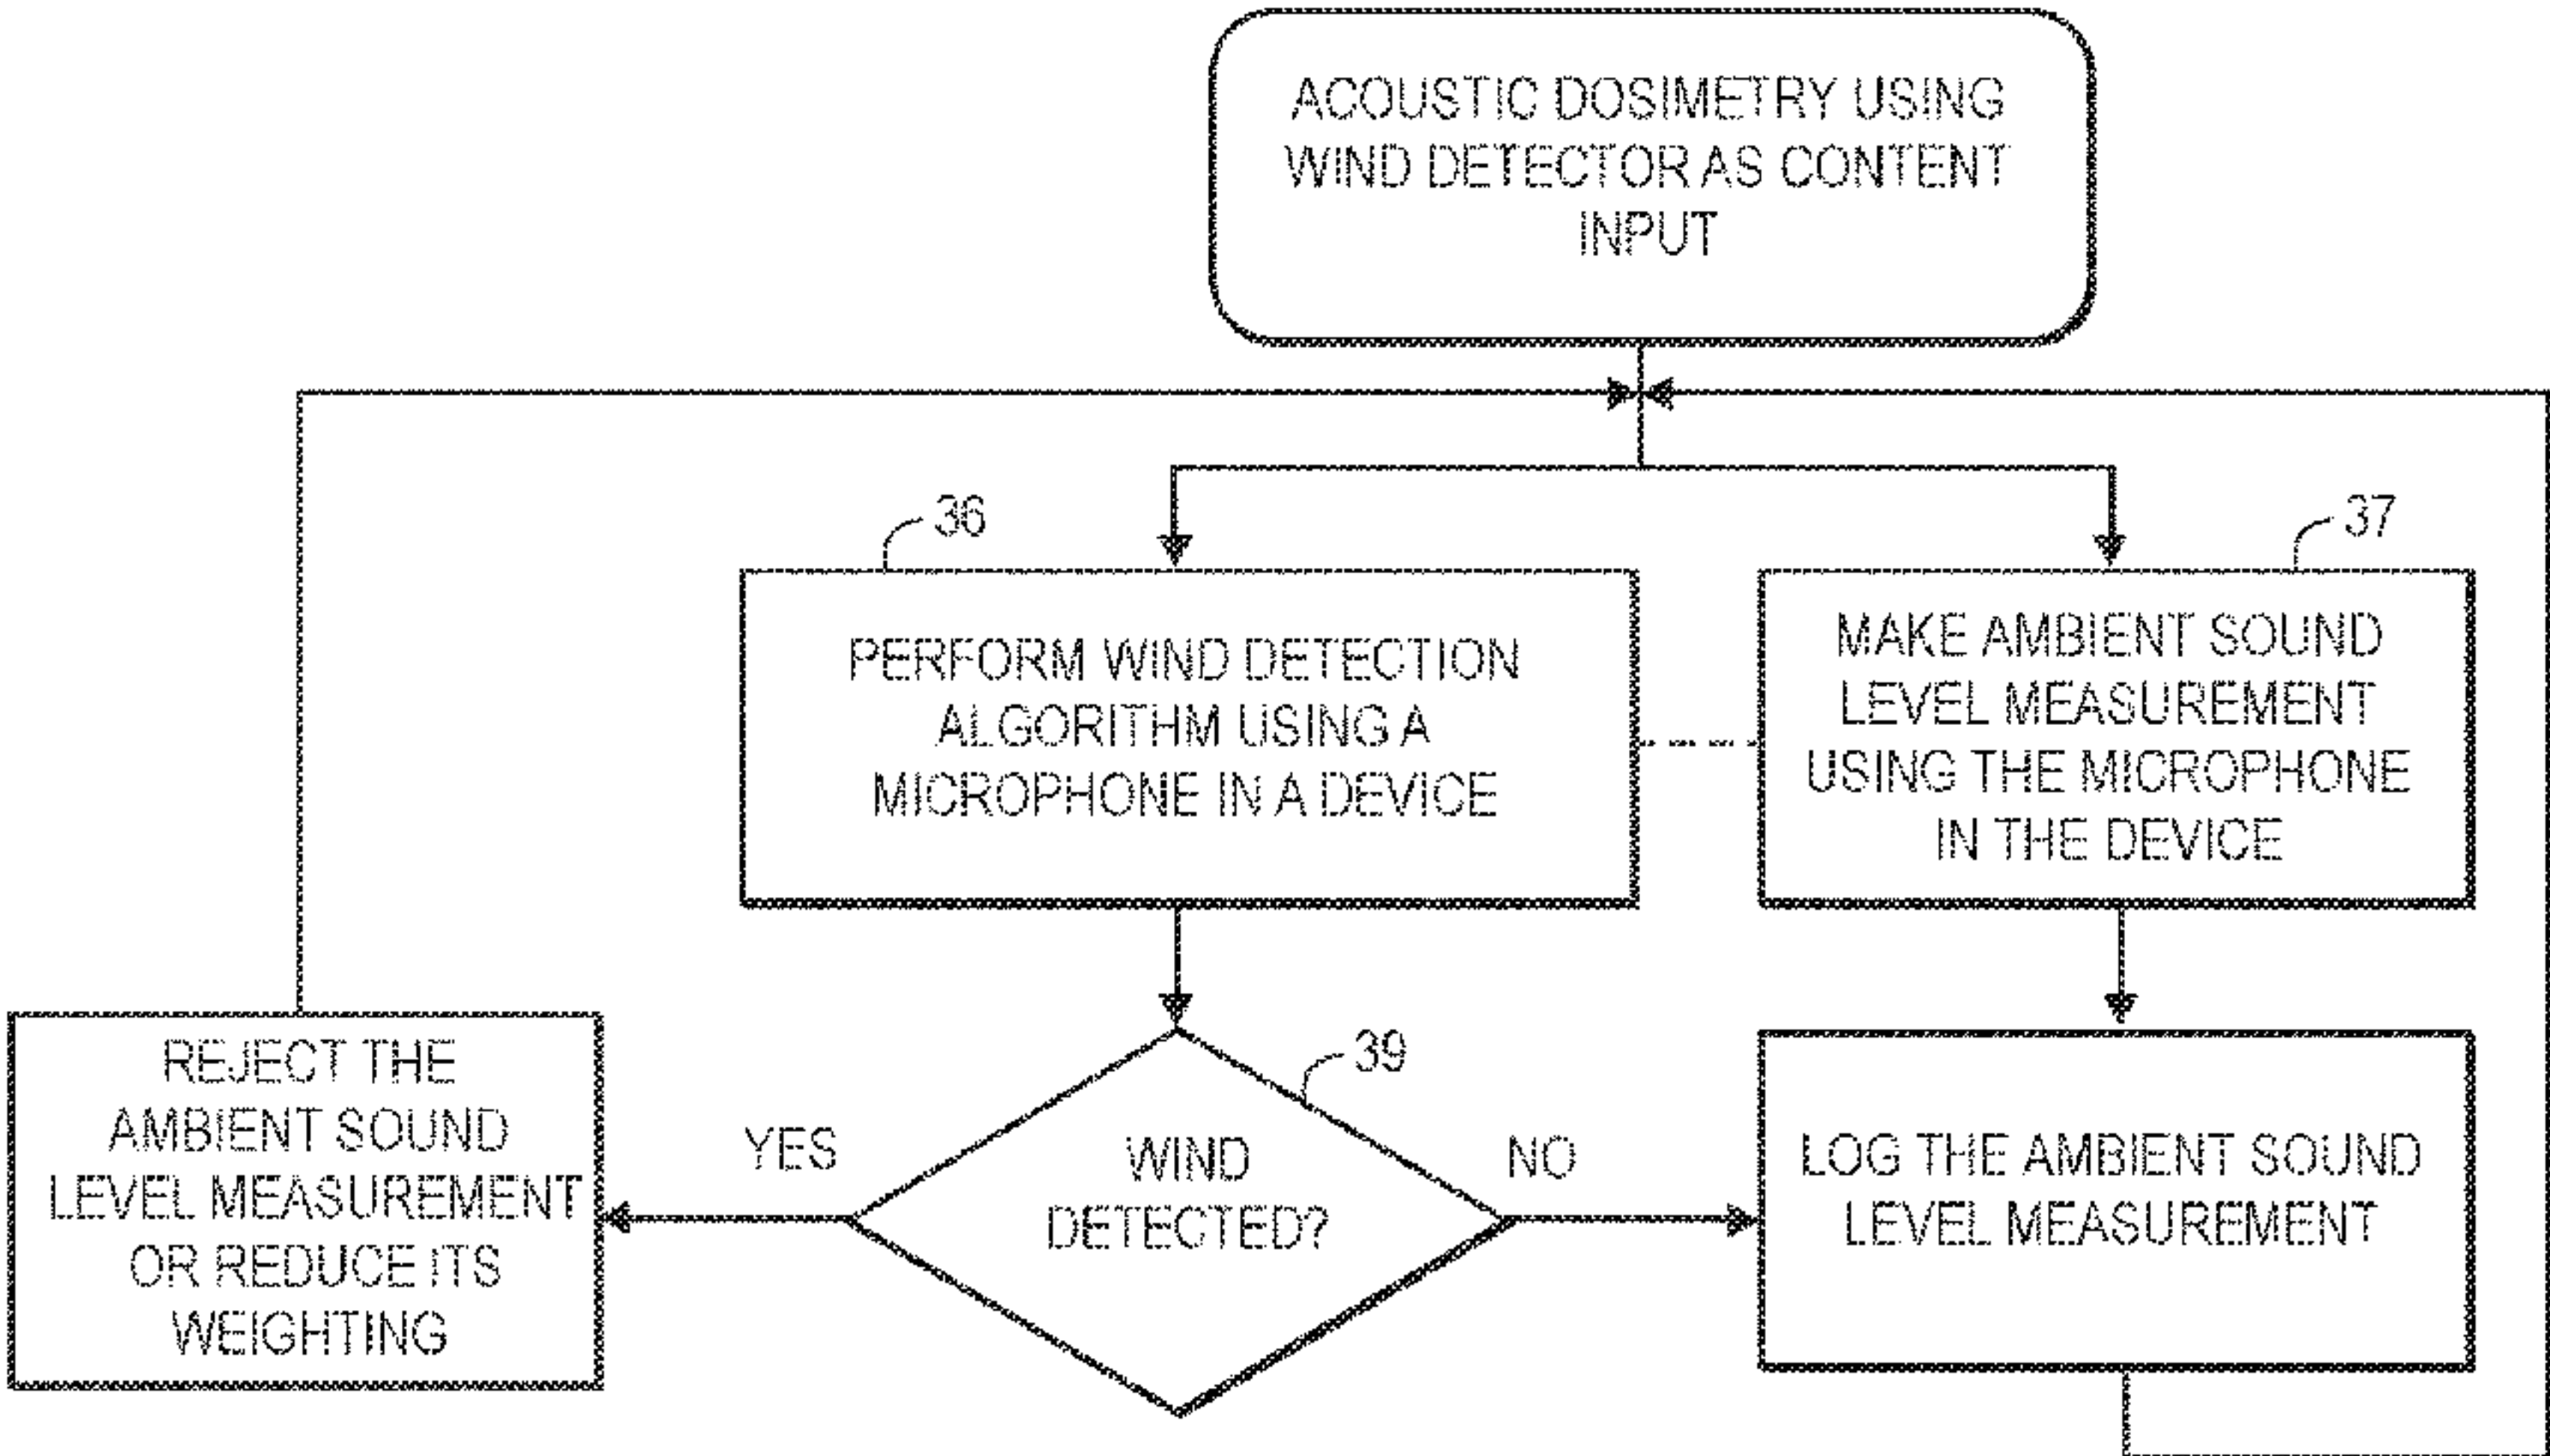 ACOUSTIC DOSIMETRY USING
WIND DETECTOR AS CONTENT
INPUT
36
PERFORM WIND DETECTION
ALGORITHM USING A
MICROPHONE IN A DEVICE
37
MAKE AMBIENT SOUND
LEVEL MEASUREMENT
USING THE MICROPHONE
IN THE DEVICE
REJECT THE
AMBIENT SOUND
LEVEL MEASUREMENT
OR REDUCE ITS
WEIGHTING
YES
39
WIND
DETECTED?
NO
LOG THE AMBIENT SOUND
LEVEL MEASUREMENT